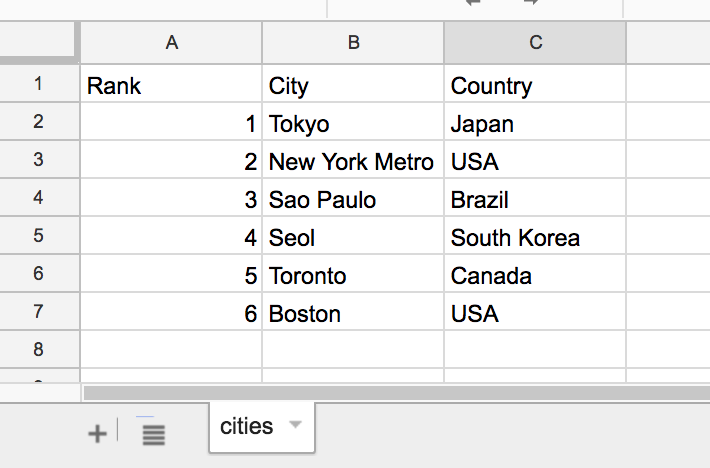 A B C
1 Rank City Country
2 1 Tokyo Japan
3 2 New York Metro USA
4 3 Sao Paulo Brazil
5 4 Seol South Korea
6 5 Toronto Canada
7 6 Boston USA
8
cities